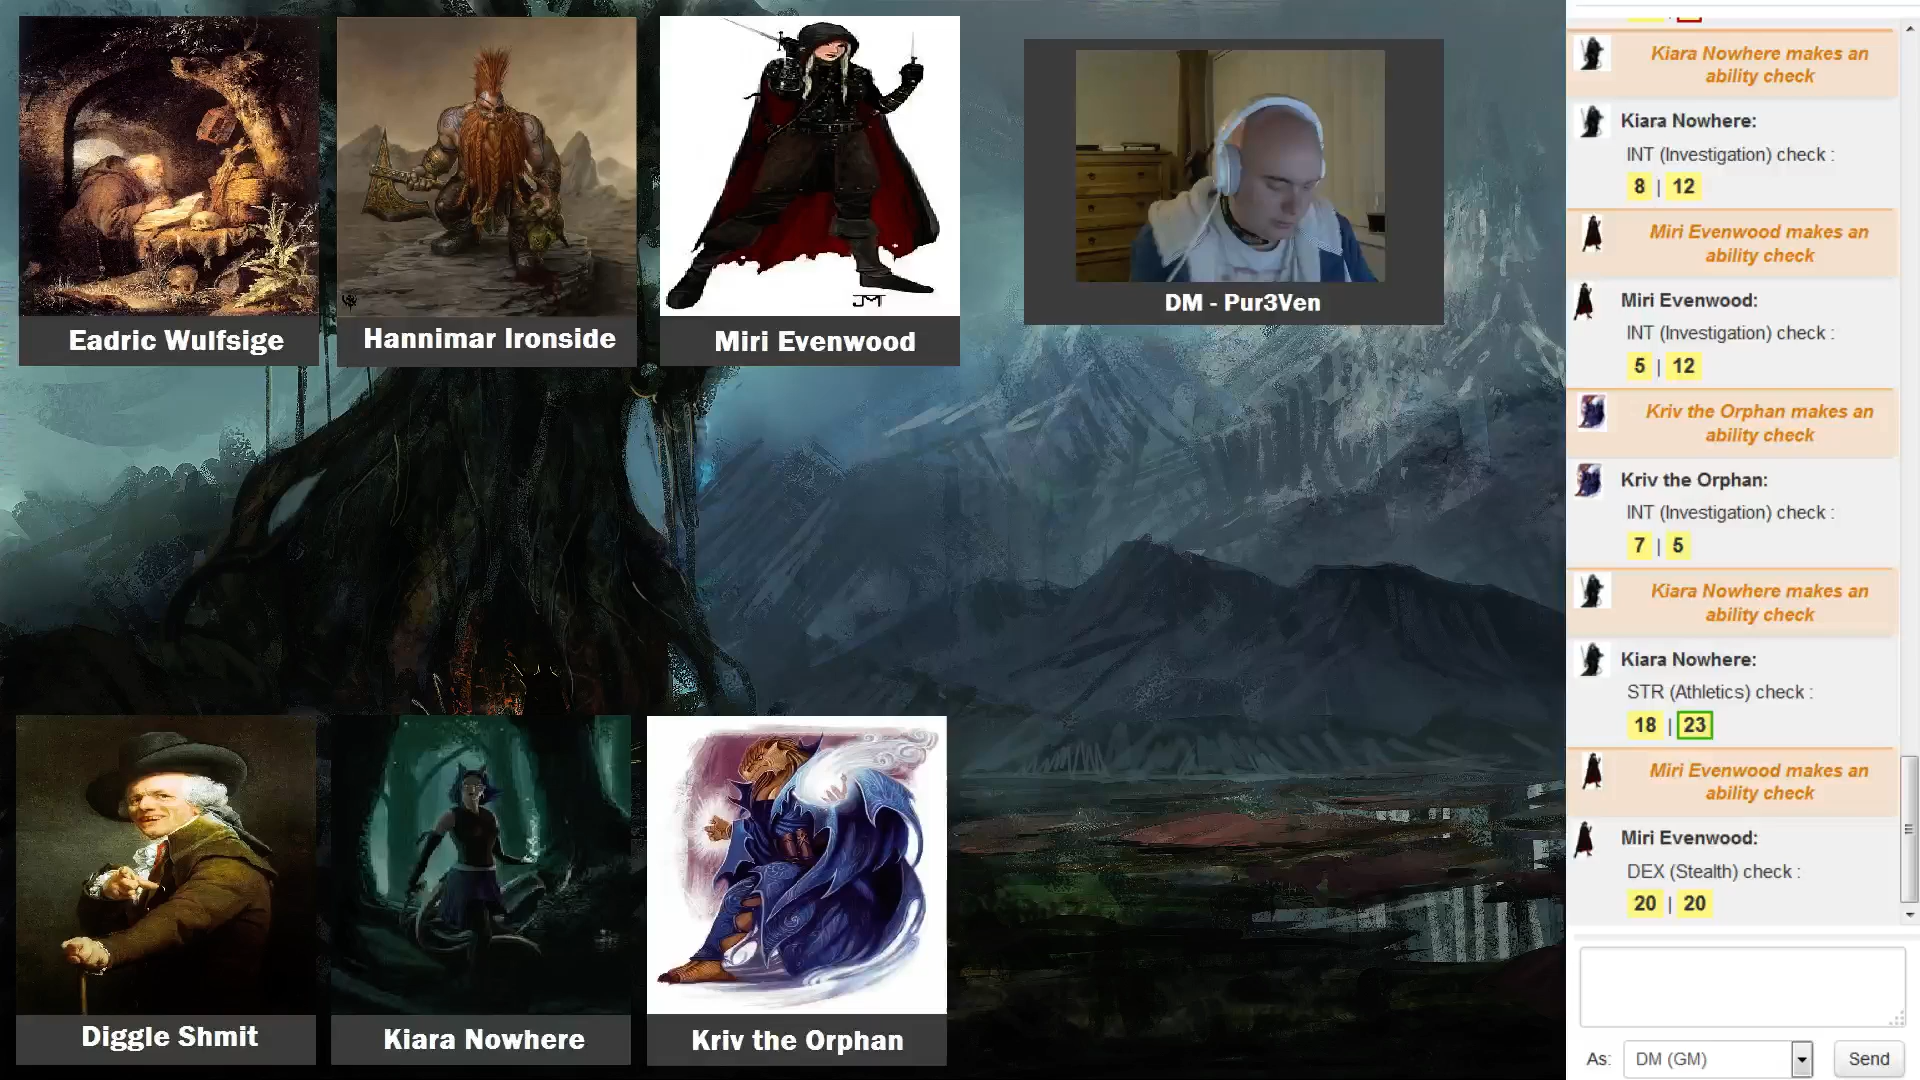 Eadric Wulfsige
Hannimar Ironside
JMT
Miri Evenwood
DM - Pur3Ven
Diggle Shmit
Kiara Nowhere
Kriv the Orphan
Kiara Nowhere makes an
ability check
Kiara Nowhere:
INT (Investigation) check :
8 | 12
Miri Evenwood makes an
ability check
Miri Evenwood:
INT (Investigation) check :
5 | 12
Kriv the Orphan makes an
ability check
Kriv the Orphan:
INT (Investigation) check :
7 | 5
Kiara Nowhere makes an
ability check
Kiara Nowhere:
STR (Athletics) check :
18 | 23
Miri Evenwood makes an
ability check
Miri Evenwood:
DEX (Stealth) check :
20 | 20
As: DM (GM) Send